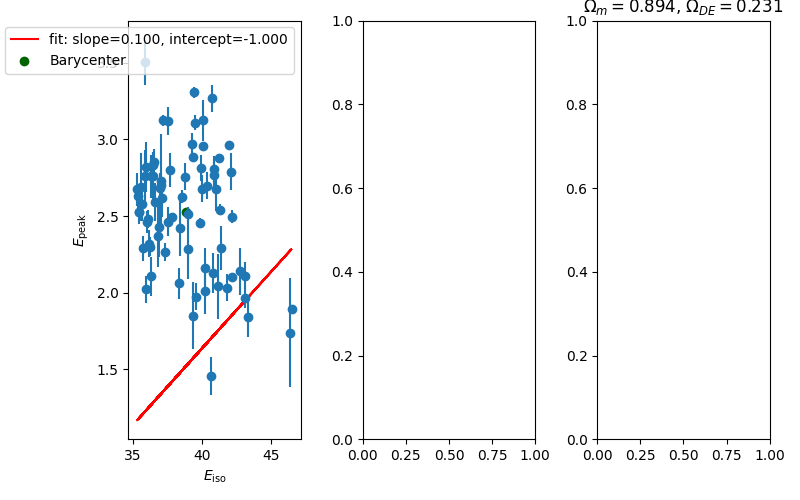 Ω_m = 0.894, Ω_DE = 0.231
fit: slope=0.100, intercept=-1.000
Barycenter
3.5
3.0
2.5
2.0
1.5
E_peak
35 40 45
E_iso
1.0
0.8
0.6
0.4
0.2
0.0
0.00 0.25 0.50 0.75 1.00
1.0
0.8
0.6
0.4
0.2
0.0
0.00 0.25 0.50 0.75 1.00